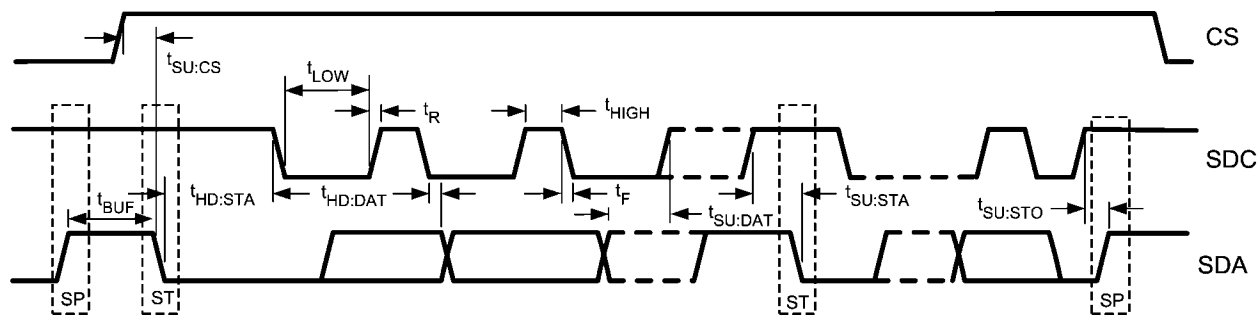 CS
tSU:CS
tLOW
tR
tHIGH
SDC
tBUF
tHD:STA
tHD:DAT
tF
tSU:DAT
tSU:STA
tSU:STO
SDA
SP
ST
ST
SP